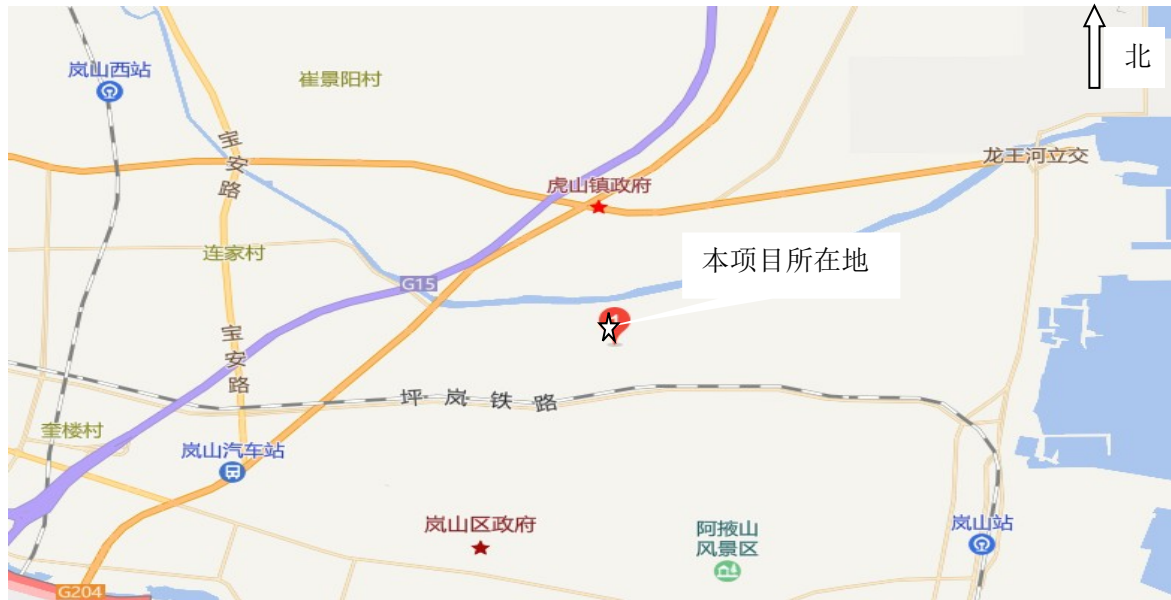 北
岚山西站
崔景阳村
宝安路
龙王河立交
虎山镇政府
连家村
本项目所在地
G15
宝安路
坪岚铁路
奎楼村
岚山汽车站
岚山区政府
阿掖山
风景区
岚山站
G204